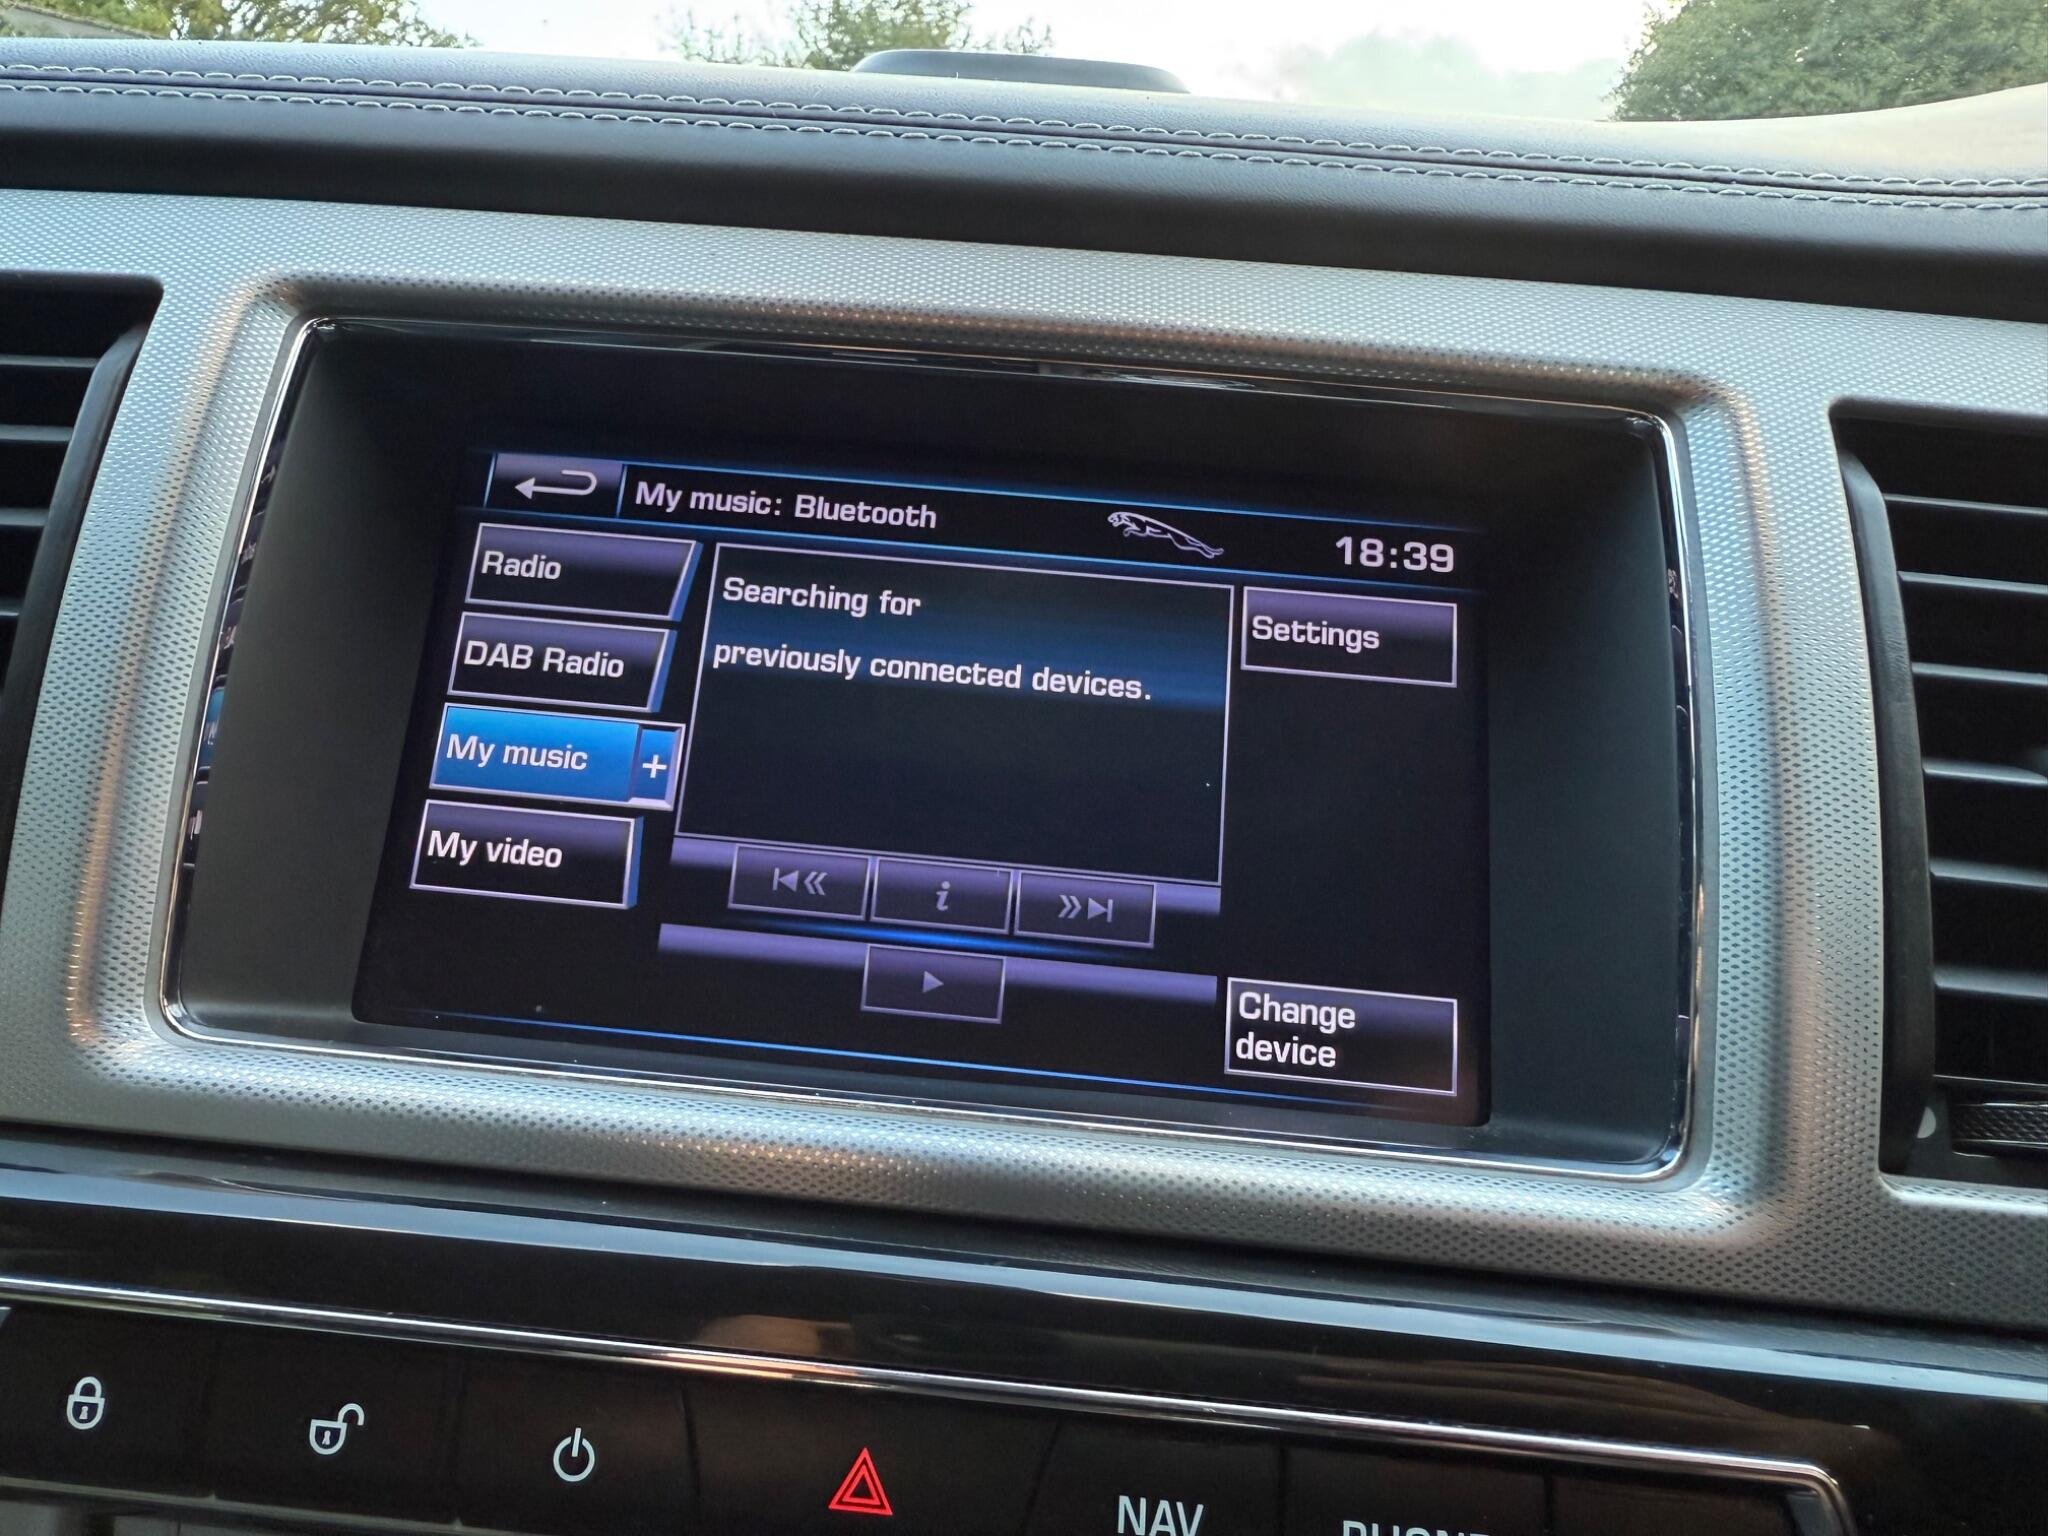 My music: Bluetooth
18:39
Radio
DAB Radio
My music +
My video
Searching for
previously connected devices.
Settings
i
Change
device
NAV
PHONE